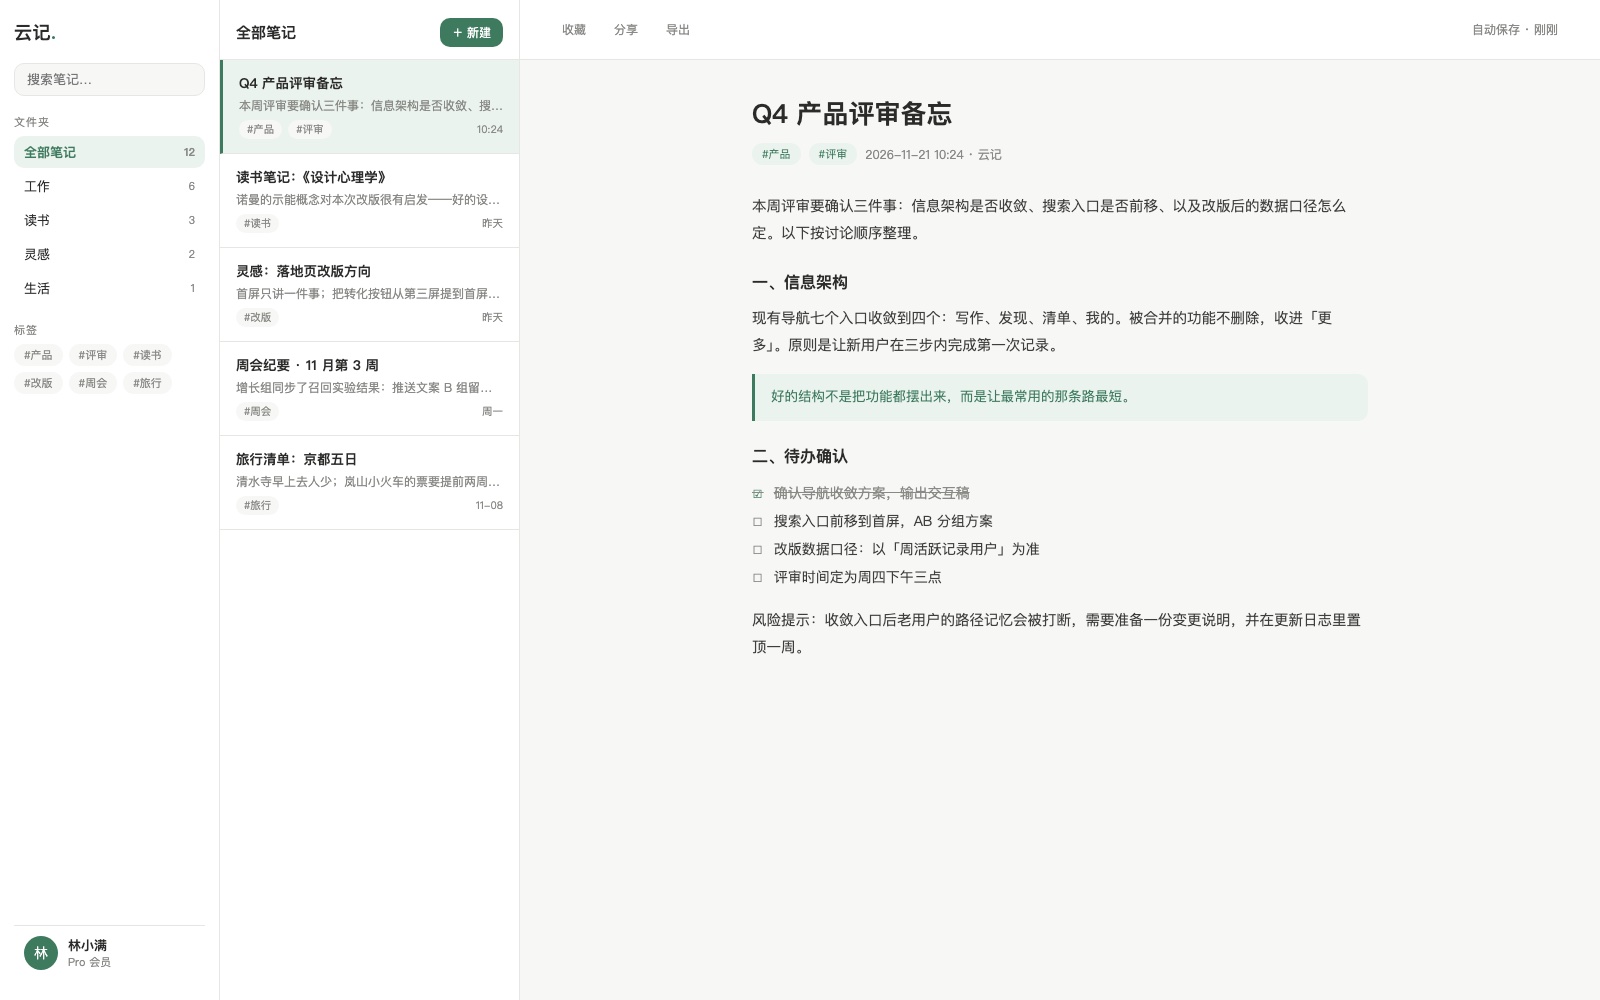 云记.
搜索笔记…
文件夹
全部笔记 12
工作 6
读书 3
灵感 2
生活 1
标签
#产品 #评审 #读书
#改版 #周会 #旅行
林
林小满
Pro 会员
全部笔记
+ 新建
Q4 产品评审备忘
本周评审要确认三件事：信息架构是否收敛、搜…
#产品 #评审 10:24
读书笔记：《设计心理学》
诺曼的示能概念对本次改版很有启发——好的设…
#读书 昨天
灵感：落地页改版方向
首屏只讲一件事；把转化按钮从第三屏提到首屏…
#改版 昨天
周会纪要 · 11 月第 3 周
增长组同步了召回实验结果：推送文案 B 组留…
#周会 周一
旅行清单：京都五日
清水寺早上去人少；岚山小火车的票要提前两周…
#旅行 11-08
收藏 分享 导出
自动保存 · 刚刚
Q4 产品评审备忘
#产品 #评审 2026-11-21 10:24 · 云记
本周评审要确认三件事：信息架构是否收敛、搜索入口是否前移、以及改版后的数据口径怎么
定。以下按讨论顺序整理。
一、信息架构
现有导航七个入口收敛到四个：写作、发现、清单、我的。被合并的功能不删除，收进「更
多」。原则是让新用户在三步内完成第一次记录。
好的结构不是把功能都摆出来，而是让最常用的那条路最短。
二、待办确认
☑ 确认导航收敛方案，输出交互稿
☐ 搜索入口前移到首屏，AB 分组方案
☐ 改版数据口径：以「周活跃记录用户」为准
☐ 评审时间定为周四下午三点
风险提示：收敛入口后老用户的路径记忆会被打断，需要准备一份变更说明，并在更新日志里置
顶一周。